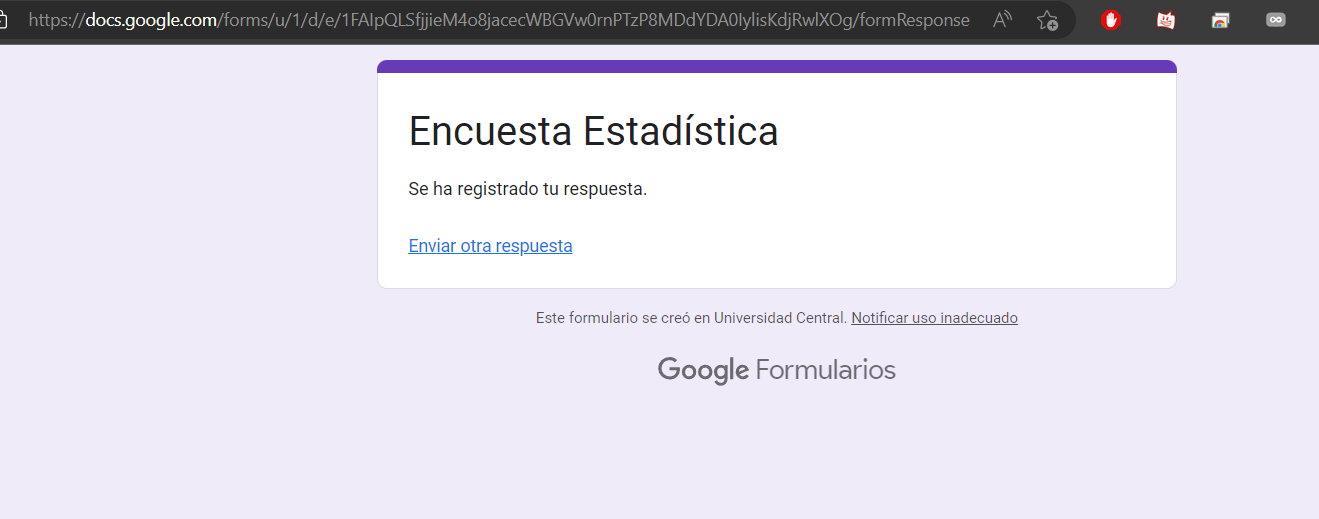 https://docs.google.com/forms/u/1/d/e/1FAIpQLSfjjieM4o8jacecWBGVw0rnPTzP8MDdYDA0lylisKdjRwlXOg/formResponse
Encuesta Estadística
Se ha registrado tu respuesta.
Enviar otra respuesta
Este formulario se creó en Universidad Central. Notificar uso inadecuado
Google Formularios